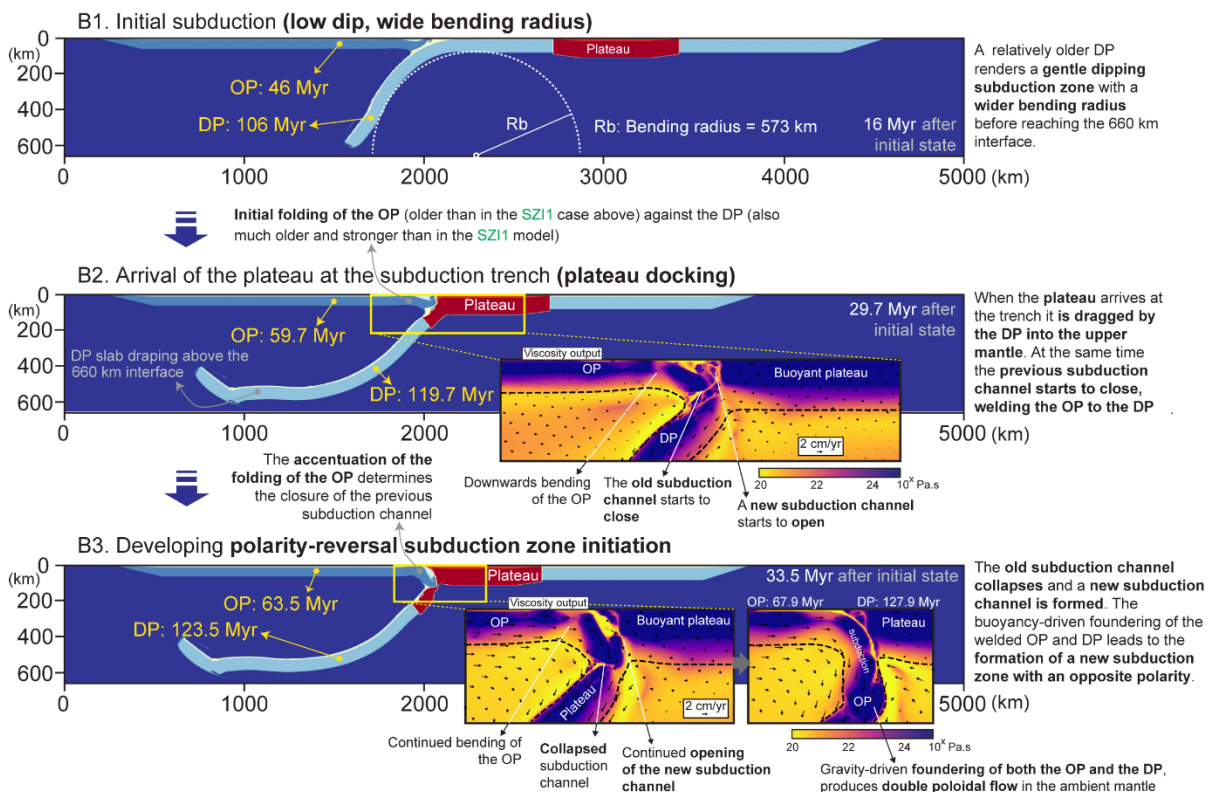 B1. Initial subduction (low dip, wide bending radius)
0
(km)
200
400
600
Plateau
OP: 46 Myr
DP: 106 Myr
Rb
Rb: Bending radius = 573 km
16 Myr after
initial state
0
1000
2000
3000
4000
5000 (km)
A relatively older DP
renders a gentle dipping
subduction zone with a
wider bending radius
before reaching the 660 km
interface.
Initial folding of the OP (older than in the SZI1 case above) against the DP (also
much older and stronger than in the SZI1 model)
B2. Arrival of the plateau at the subduction trench (plateau docking)
0
(km)
200
400
600
Plateau
OP: 59.7 Myr
DP slab draping above the
660 km interface
DP: 119.7 Myr
29.7 Myr after
initial state
Viscosity output
OP
Buoyant plateau
DP
2 cm/yr
0
1000
2000
5000 (km)
20
22
24
10x Pa.s
Downwards bending
of the OP
The old subduction
channel starts to
close
A new subduction channel
starts to open
When the plateau arrives at
the trench it is dragged by
the DP into the upper
mantle. At the same time
the previous subduction
channel starts to close,
welding the OP to the DP.
The accentuation of the
folding of the OP determines
the closure of the previous
subduction channel
B3. Developing polarity-reversal subduction zone initiation
0
(km)
200
400
600
Plateau
OP: 63.5 Myr
DP: 123.5 Myr
33.5 Myr after initial state
Viscosity output
OP: 67.9 Myr
DP: 127.9 Myr
OP
Buoyant plateau
Plateau
2 cm/yr
OP
Plateau
subduction
OP
0
1000
2000
5000 (km)
20
22
24
10x Pa.s
Continued bending of
the OP
Collapsed
subduction
channel
Continued opening
of the new subduction
channel
Gravity-driven foundering of both the OP and the DP,
produces double poloidal flow in the ambient mantle
The old subduction channel
collapses and a new subduction
channel is formed. The
buoyancy-driven foundering of the
welded OP and DP leads to the
formation of a new subduction
zone with an opposite polarity.